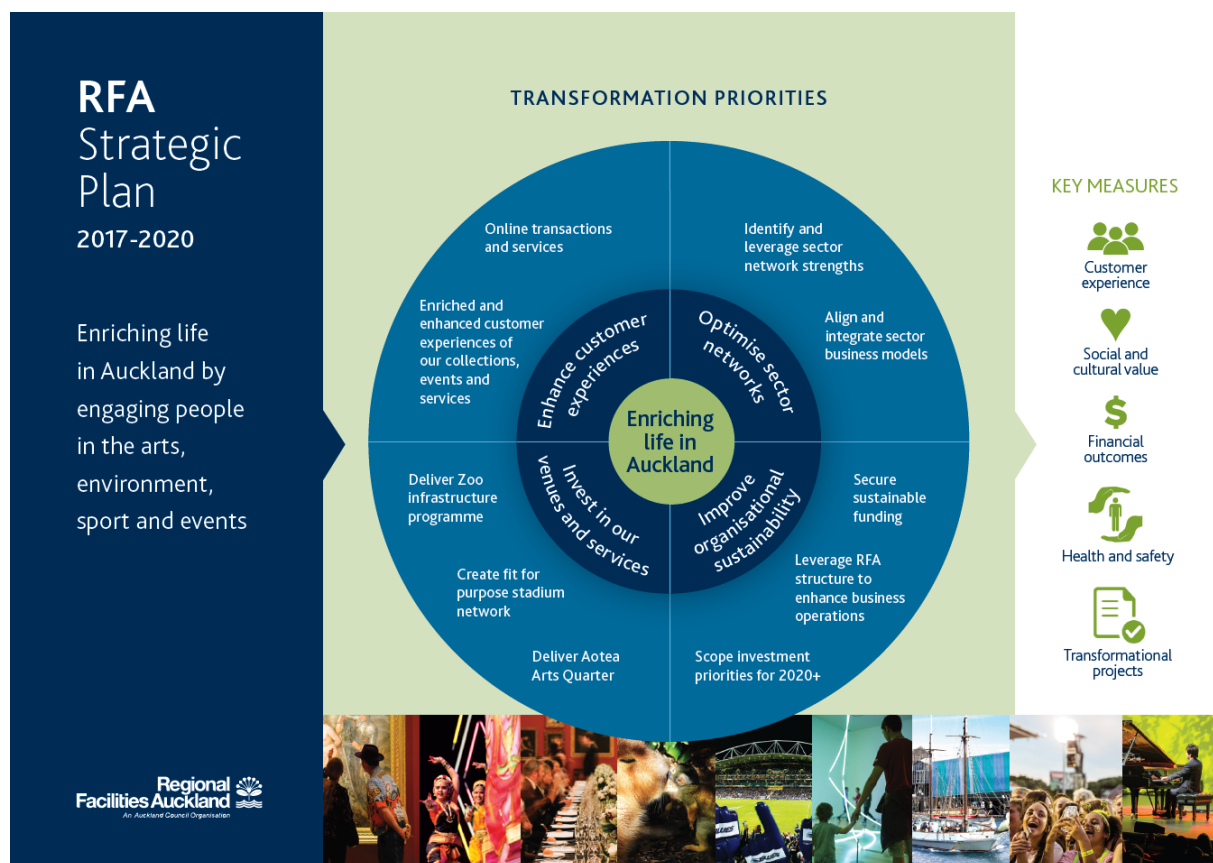 RFA
Strategic
Plan
2017-2020
Enriching life
in Auckland by
engaging people
in the arts,
environment,
sport and events
Regional
Facilities Auckland
An Auckland Council Organisation
TRANSFORMATION PRIORITIES
Online transactions
and services
Enriched and
enhanced customer
experiences of
our collections,
events and
services
Identify and
leverage sector
network strengths
Align and
integrate sector
business models
Enhance customer
experiences
Optimise sector
networks
Enriching
life in
Auckland
Invest in our
venues and services
Improve
organisational
sustainability
Deliver Zoo
infrastructure
programme
Create fit for
purpose stadium
network
Deliver Aotea
Arts Quarter
Secure
sustainable
funding
Leverage RFA
structure to
enhance business
operations
Scope investment
priorities for 2020+
KEY MEASURES
Customer
experience
Social and
cultural value
$
Financial
outcomes
Health and safety
Transformational
projects